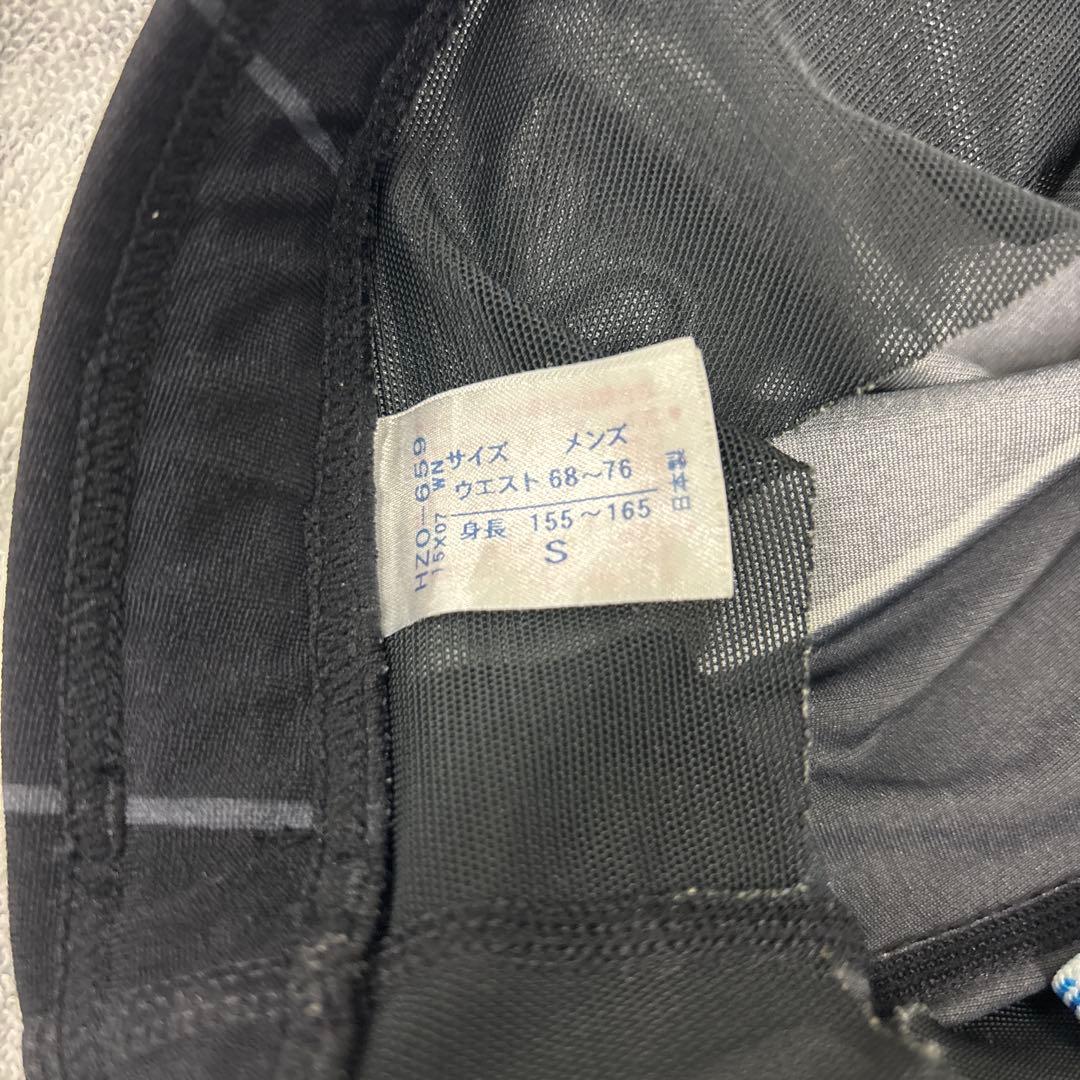 HZO-659
15X07 WN
サイズ メンズ
ウエスト 68〜76
身長 155〜165
S
日本製